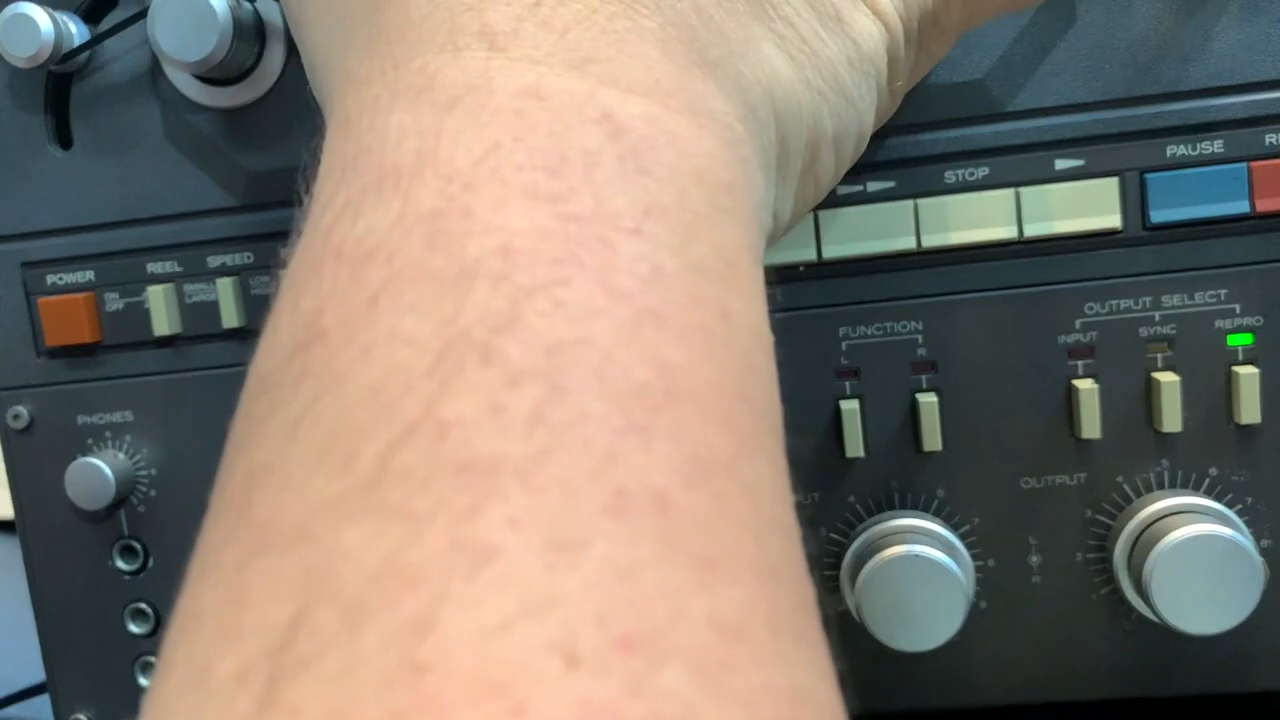 STOP
PAUSE
POWER
REEL
SPEED
ON
OFF
SMALL
LARGE
PHONES
FUNCTION
L
R
OUTPUT SELECT
INPUT
SYNC
REPRO
OUTPUT
L
R